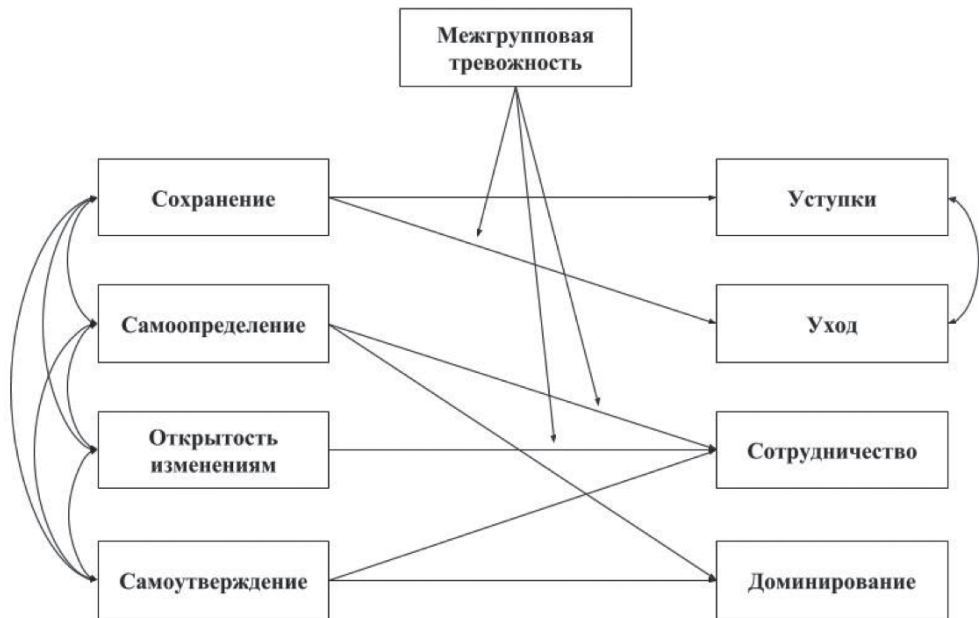 Межгрупповая
тревожность
Сохранение
Уступки
Самоопределение
Уход
Открытость
изменениям
Сотрудничество
Самоутверждение
Доминирование